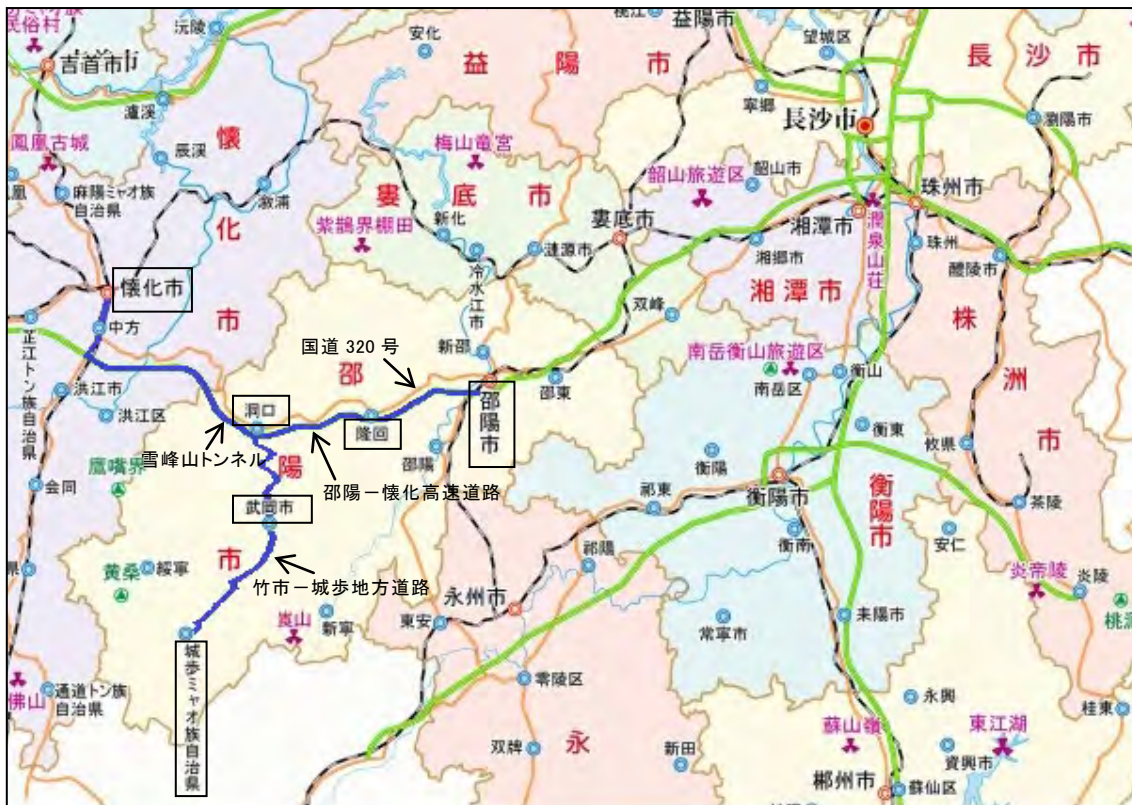 民俗村
吉首市市
沅陵
安化
桃江
益陽市
益陽市
望城区
長沙市
寧郷
長沙市
瀏陽市
瀘渓
懐
化
市
鳳凰古城
辰渓
麻陽ミャオ族
自治県
溆浦
梅山竜宮
婁底市
新化
紫鵲界棚田
婁底市
漣源市
冷水江市
韶山旅遊区
韶山市
湘潭市
株州市
潤泉山荘
株州
湘郷市
醴陵市
湘潭市
双峰
懐化市
中方
芷江トン族自治県
洪江市
洪江区
国道 320 号
新邵
邵
陽
市
邵東
邵陽市
南岳衡山旅遊区
南岳区
衡山
株
洲
市
洞口
隆回
雪峰山トンネル
鷹嘴界
会同
邵陽
邵陽－懐化高速道路
衡東
攸県
衡陽
祁東
衡陽市
衡陽市
茶陵
武岡市
衡南
祁陽
安仁
竹市－城歩地方道路
黄桑
綏寧
永州市
炎帝陵
炎陵
崀山
新寧
東安
常寧市
耒陽市
城歩ミャオ族自治県
佛山
通道トン族
自治県
零陵区
永興
桂東
双牌
永
新田
蘇山嶺
東江湖
資興市
郴州市
蘇仙区